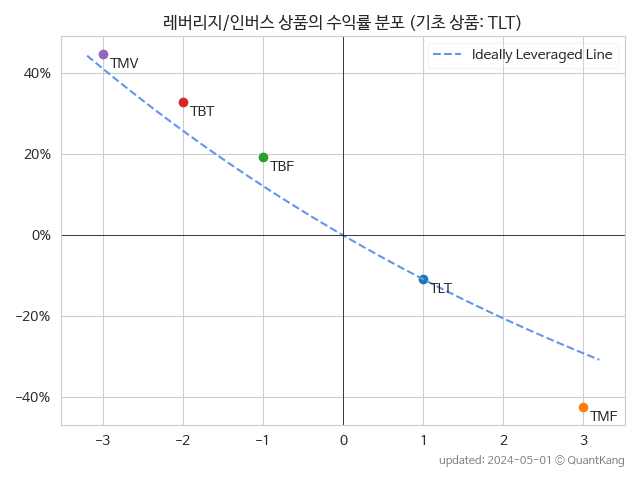 레버리지/인버스 상품의 수익률 분포 (기초 상품: TLT)
Ideally Leveraged Line
TMV
TBT
TBF
TLT
TMF
40%
20%
0%
-20%
-40%
-3 -2 -1 0 1 2 3
updated: 2024-05-01 © QuantKang